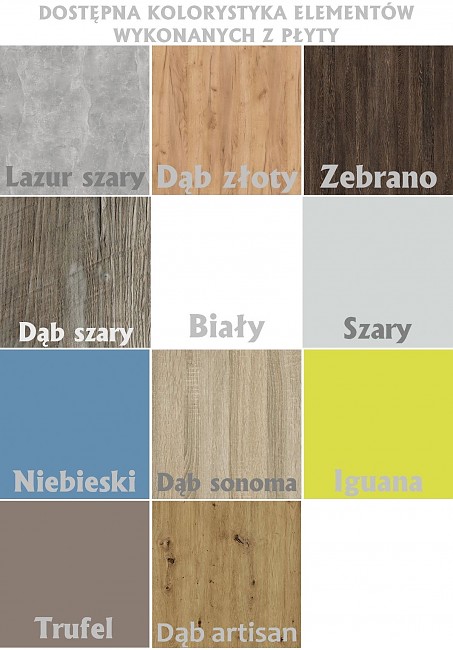 DOSTĘPNA KOLORYSTYKA ELEMENTÓW
WYKONANYCH Z PŁYTY
Lazur szary
Dąb złoty
Zebrano
Dąb szary
Biały
Szary
Niebieski
Dąb sonoma
Iguana
Trufel
Dąb artisan